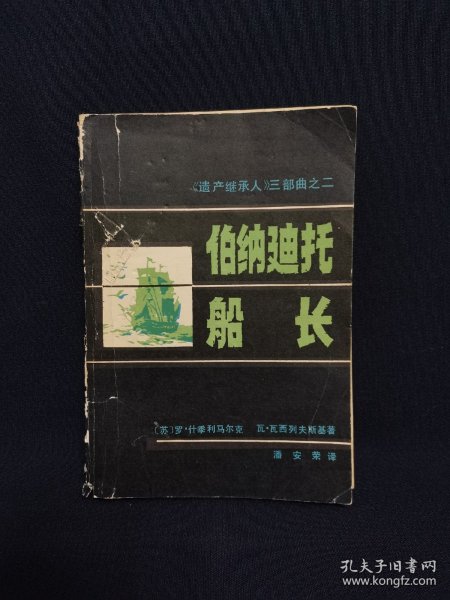 《遗产继承人》三部曲之二
伯纳迪托
船长
〔苏〕罗·什季利马尔克 瓦·瓦西列夫斯基著
潘安荣译
孔夫子旧书网
www.kongfz.com